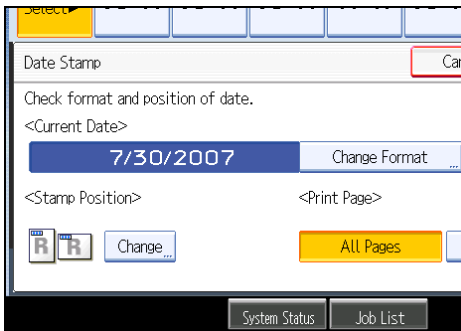 Select►
Date Stamp
Check format and position of date.
<Current Date>
7/30/2007
Change Format
<Stamp Position>
<Print Page>
R R
Change
All Pages
System Status
Job List